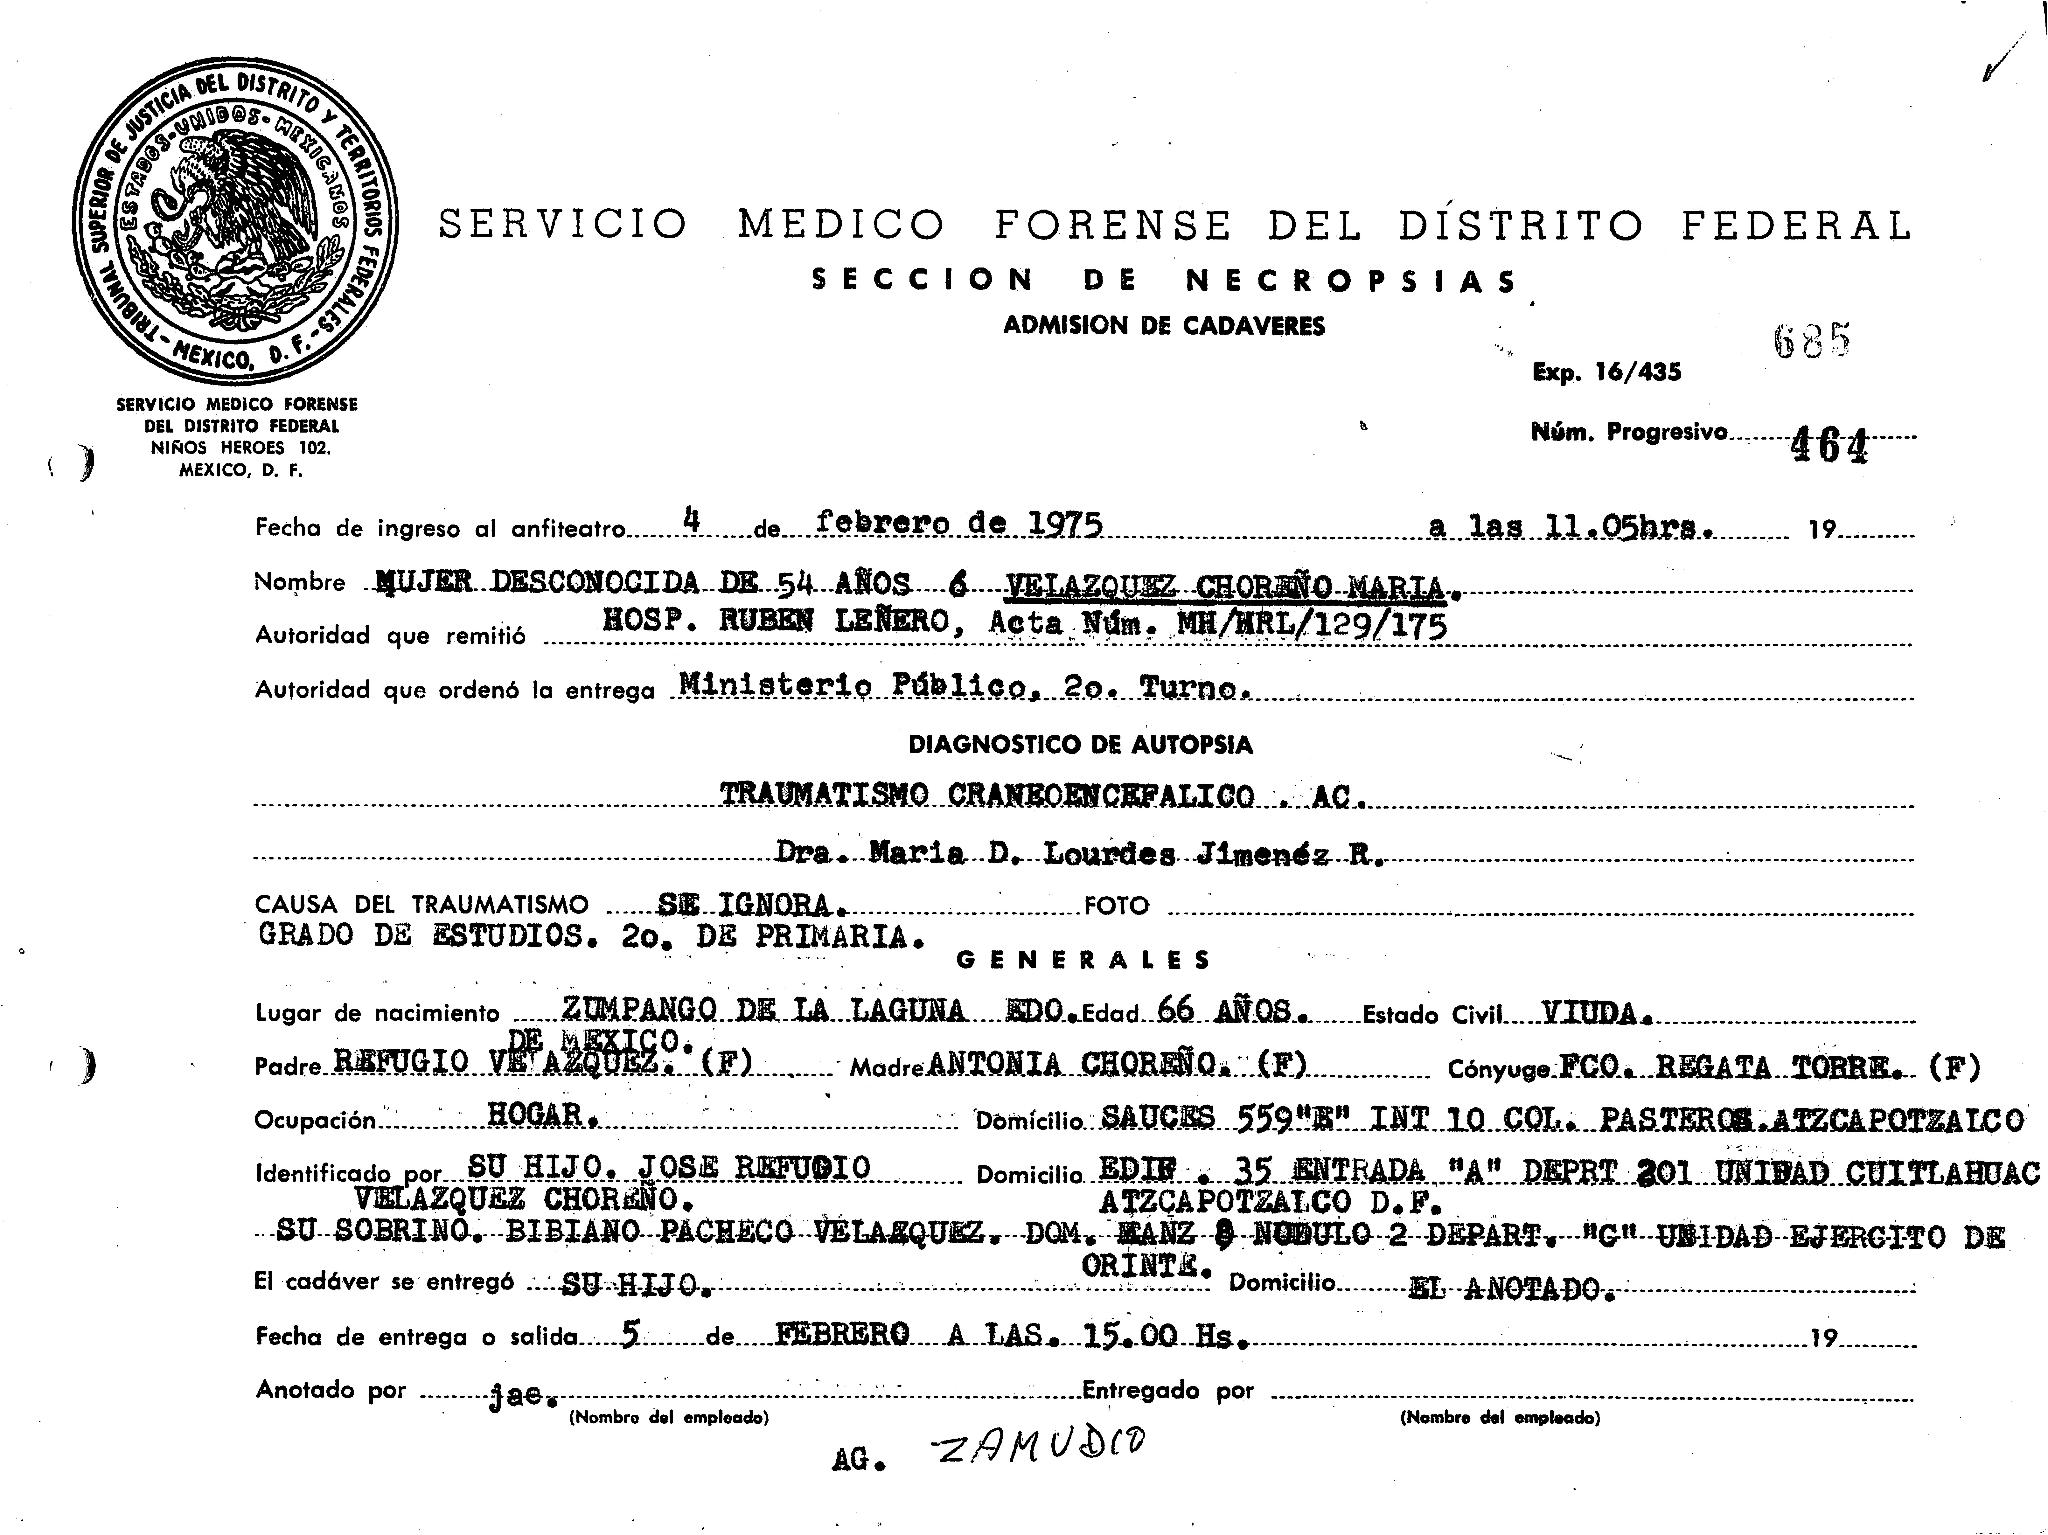 TRIBUNAL SUPERIOR DE JUSTICIA DEL DISTRITO Y TERRITORIOS FEDERALES - MEXICO, D. F. -
ESTADOS-UNIDOS-MEXICANOS
SERVICIO MEDICO FORENSE DEL DÍSTRITO FEDERAL
SECCION DE NECROPSIAS
ADMISION DE CADAVERES
685
Exp. 16/435
SERVICIO MEDICO FORENSE
DEL DISTRITO FEDERAL
NIÑOS HEROES 102.
MEXICO, D. F.
Núm. Progresivo 464
Fecha de ingreso al anfiteatro 4 de febrero de 1975 a las 11.05hrs. 19
Nombre MUJER DESCONOCIDA DE 54 AÑOS ó VELAZQUEZ CHOREÑO MARIA.
Autoridad que remitió HOSP. RUBEN LEÑERO, Acta Núm. MH/HRL/129/175
Autoridad que ordenó la entrega Ministerio Público, 2o. Turno.
DIAGNOSTICO DE AUTOPSIA
TRAUMATISMO CRANEOENCEFALICO . AC.
Dra. Maria D. Lourdes Jimenéz R.
CAUSA DEL TRAUMATISMO SE IGNORA. FOTO
GRADO DE ESTUDIOS. 2o. DE PRIMARIA.
GENERALES
Lugar de nacimiento ZUMPANGO DE LA LAGUNA EDO. Edad 66 AÑOS. Estado Civil VIUDA.
DE MEXICO.
Padre REFUGIO VELAZQUEZ. (F) Madre ANTONIA CHOREÑO. (F) Cónyuge FCO. REGATA TORRE. (F)
Ocupación HOGAR. Domicilio SAUCES 559"E" INT 10 COL. PASTEROS.ATZCAPOTZALCO
Identificado por SU HIJO. JOSE REFUGIO Domicilio EDIF . 35 ENTRADA "A" DEPRT 201 UNIDAD CUITLAHUAC
VELAZQUEZ CHOREÑO. ATZCAPOTZALCO D.F.
SU SOBRINO. BIBIANO PACHECO VELAZQUEZ. DOM. MANZ 8 NODULO 2 DEPART. "G" UNIDAD EJERCITO DE
ORINTE.
El cadáver se entregó SU HIJO. Domicilio EL ANOTADO.
Fecha de entrega o salida 5 de FEBRERO A LAS. 15.00 Hs. 19
Anotado por jae. Entregado por
(Nombre del empleado) (Nombre del empleado)
AG. ZAMUDIO